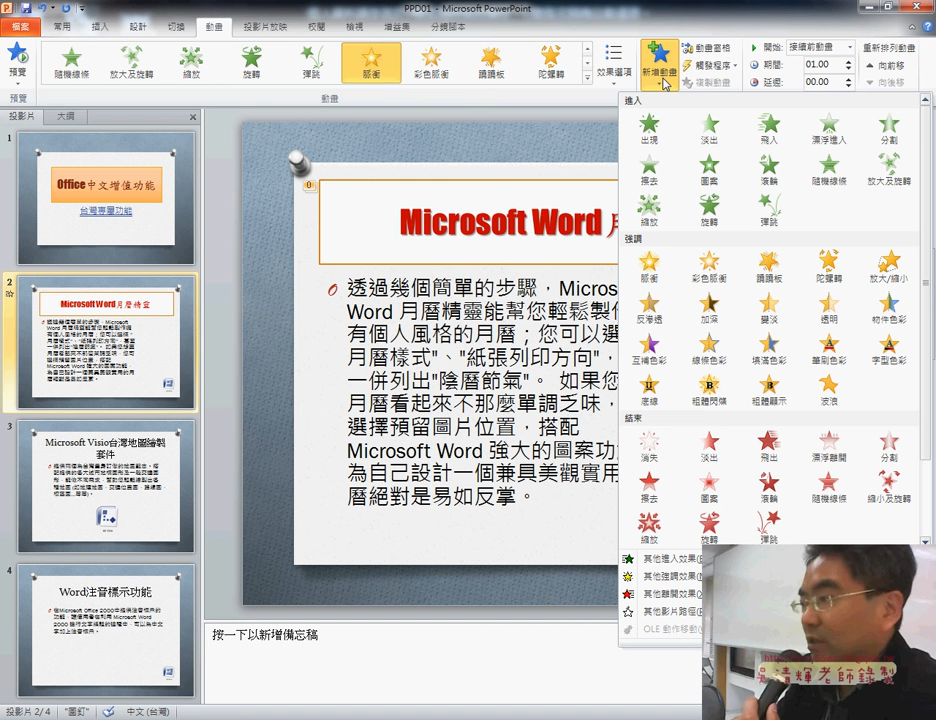 PPD01 - Microsoft PowerPoint
檔案 常用 插入 設計 切換 動畫 投影片放映 校閱 檢視 增益集 分鏡腳本
預覽 隨機線條 放大及旋轉 縮放 旋轉 彈跳 脈衝 彩色脈衝 蹺蹺板 陀螺轉 效果選項 新增動畫
動畫窗格 開始: 接續前動畫 重新排列動畫
觸發程序 期間: 01.00 向前移
複製動畫 延遲: 00.00 向後移
預覽 動畫
投影片 大綱
1
Office中文增值功能
台灣專屬功能
2
Microsoft Word月曆精靈
3
Microsoft Visio台灣地圖繪製
套件
4
Word注音標示功能
0
Microsoft Word 月
透過幾個簡單的步驟，Micros
Word 月曆精靈能幫您輕鬆製作
有個人風格的月曆；您可以選
月曆樣式"、"紙張列印方向"，
一併列出"陰曆節氣"。 如果您
月曆看起來不那麼單調乏味，
選擇預留圖片位置，搭配
Microsoft Word 強大的圖案功
為自己設計一個兼具美觀實用
曆絕對是易如反掌。
進入
出現 淡出 飛入 漂浮進入 分割
擦去 圖案 滾輪 隨機線條 放大及旋轉
縮放 旋轉 彈跳
強調
脈衝 彩色脈衝 蹺蹺板 陀螺轉 放大/縮小
反滲透 加深 變淡 透明 物件色彩
互補色彩 線條色彩 填滿色彩 筆刷色彩 字型色彩
底線 粗體閃爍 粗體顯示 波浪
結束
消失 淡出 飛出 漂浮離開 分割
擦去 圖案 滾輪 隨機線條 縮小及旋轉
縮放 旋轉 彈跳
其他進入效果(
其他強調效果(
其他離開效果(
其他影片路徑(
OLE 動作移動(
按一下以新增備忘稿
吳清輝老師錄製
投影片 2/4 "圖釘" 中文 (台灣)